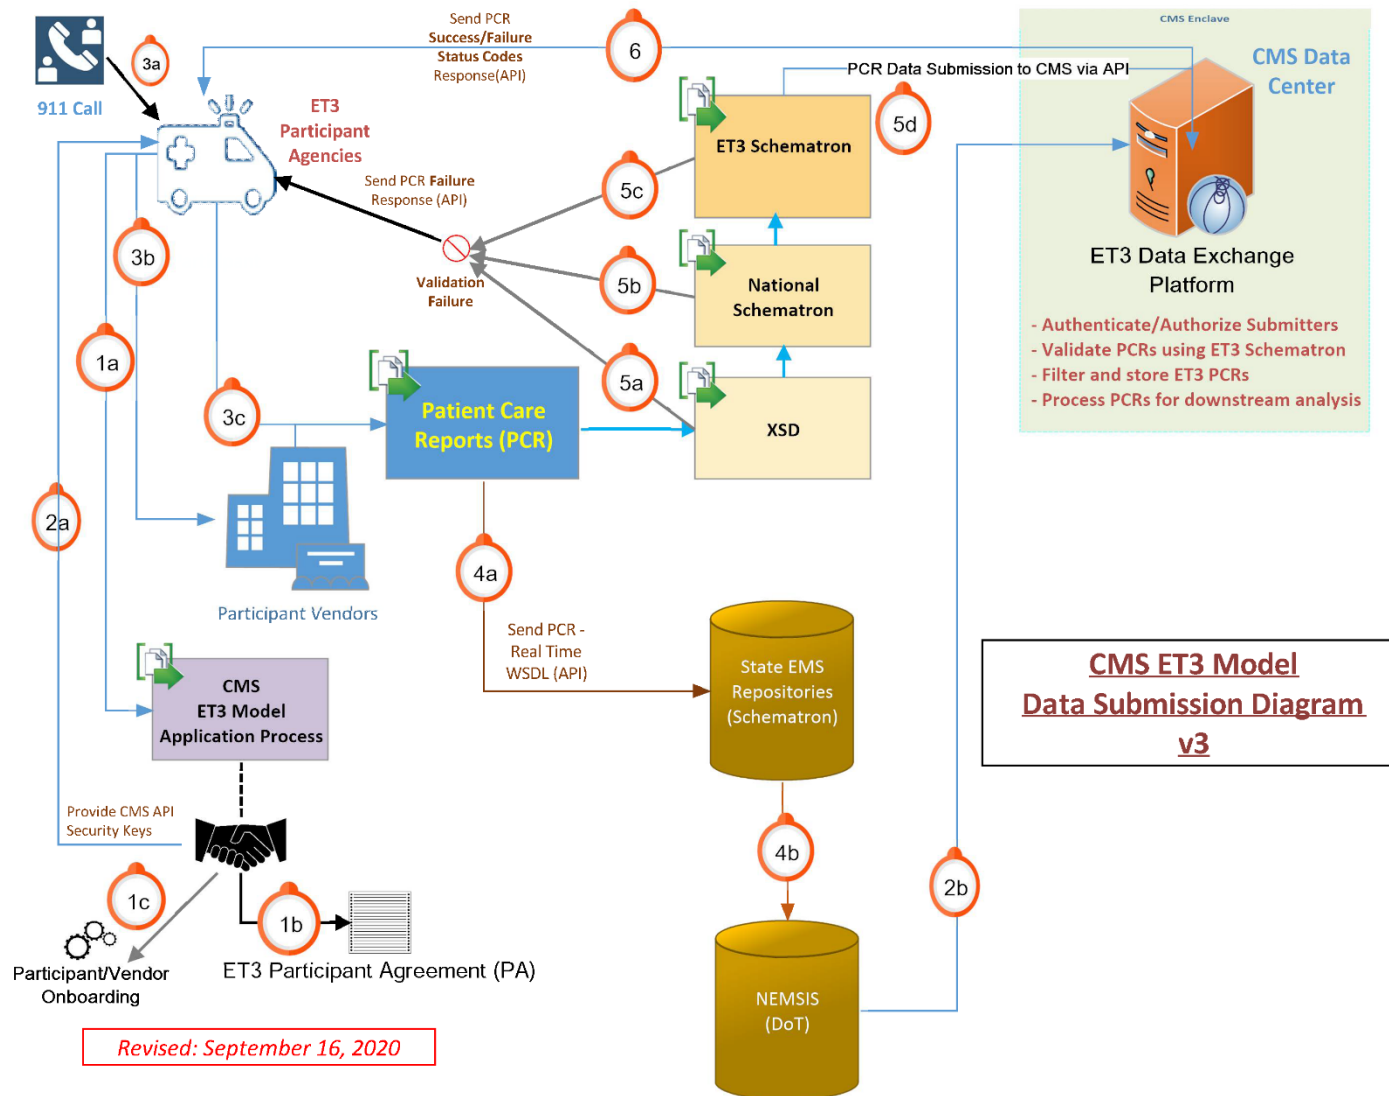 CMS Enclave
Send PCR
Success/Failure
Status Codes
Response(API)
6
3a
911 Call
ET3
Participant
Agencies
PCR Data Submission to CMS via API
CMS Data
Center
5d
ET3 Schematron
5c
Send PCR Failure
Response (API)
3b
Validation
Failure
5b
National
Schematron
ET3 Data Exchange
Platform
- Authenticate/Authorize Submitters
- Validate PCRs using ET3 Schematron
- Filter and store ET3 PCRs
- Process PCRs for downstream analysis
1a
5a
3c
Patient Care
Reports (PCR)
XSD
2a
4a
Participant Vendors
Send PCR -
Real Time
WSDL (API)
State EMS
Repositories
(Schematron)
CMS ET3 Model
Data Submission Diagram
v3
CMS
ET3 Model
Application Process
Provide CMS API
Security Keys
4b
2b
1c
1b
Participant/Vendor
Onboarding
ET3 Participant Agreement (PA)
NEMSIS
(DoT)
Revised: September 16, 2020